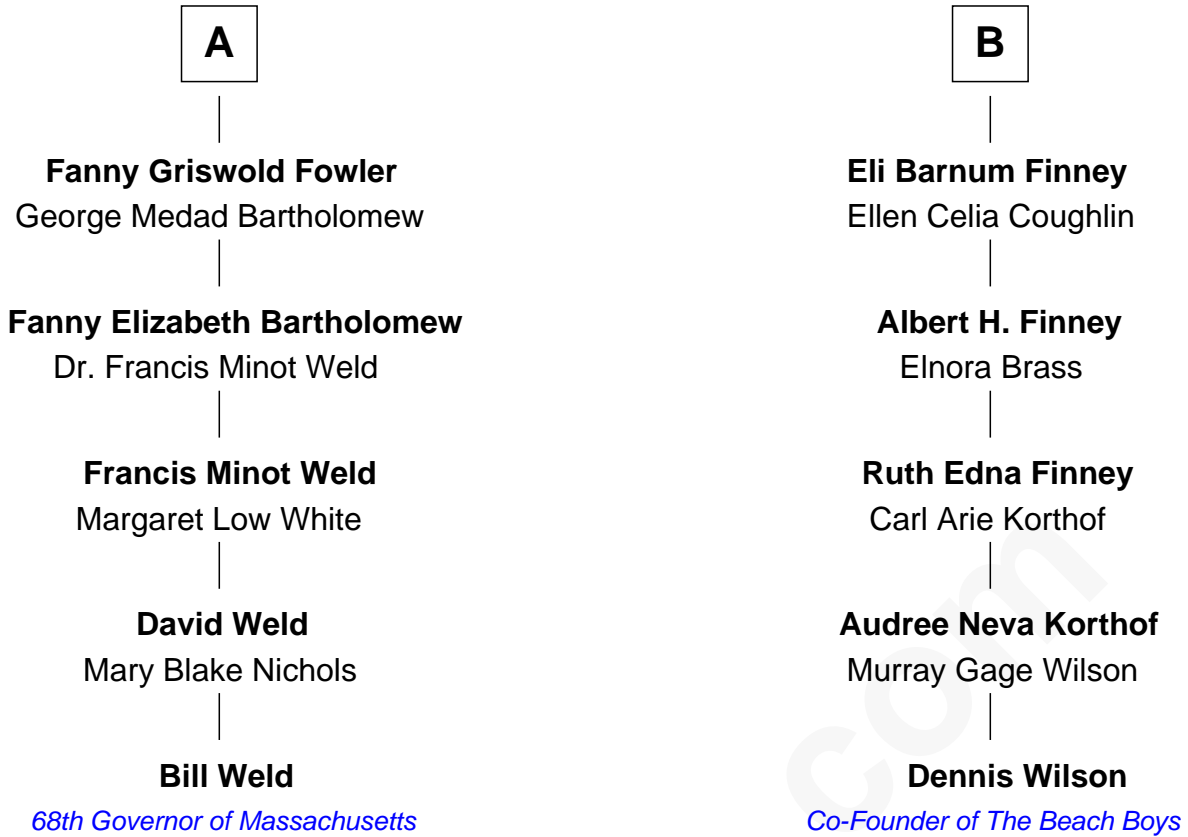 A
Fanny Griswold Fowler
George Medad Bartholomew
Fanny Elizabeth Bartholomew
Dr. Francis Minot Weld
Francis Minot Weld
Margaret Low White
David Weld
Mary Blake Nichols
Bill Weld
68th Governor of Massachusetts
B
Eli Barnum Finney
Ellen Celia Coughlin
Albert H. Finney
Elnora Brass
Ruth Edna Finney
Carl Arie Korthof
Audree Neva Korthof
Murray Gage Wilson
Dennis Wilson
Co-Founder of The Beach Boys
com